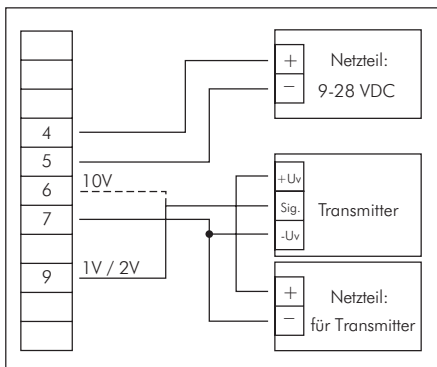 4
5
6
7
9
10V
1V / 2V
+
−
Netzteil:
9-28 VDC
+Uv
Sig.
-Uv
Transmitter
+
−
Netzteil:
für Transmitter